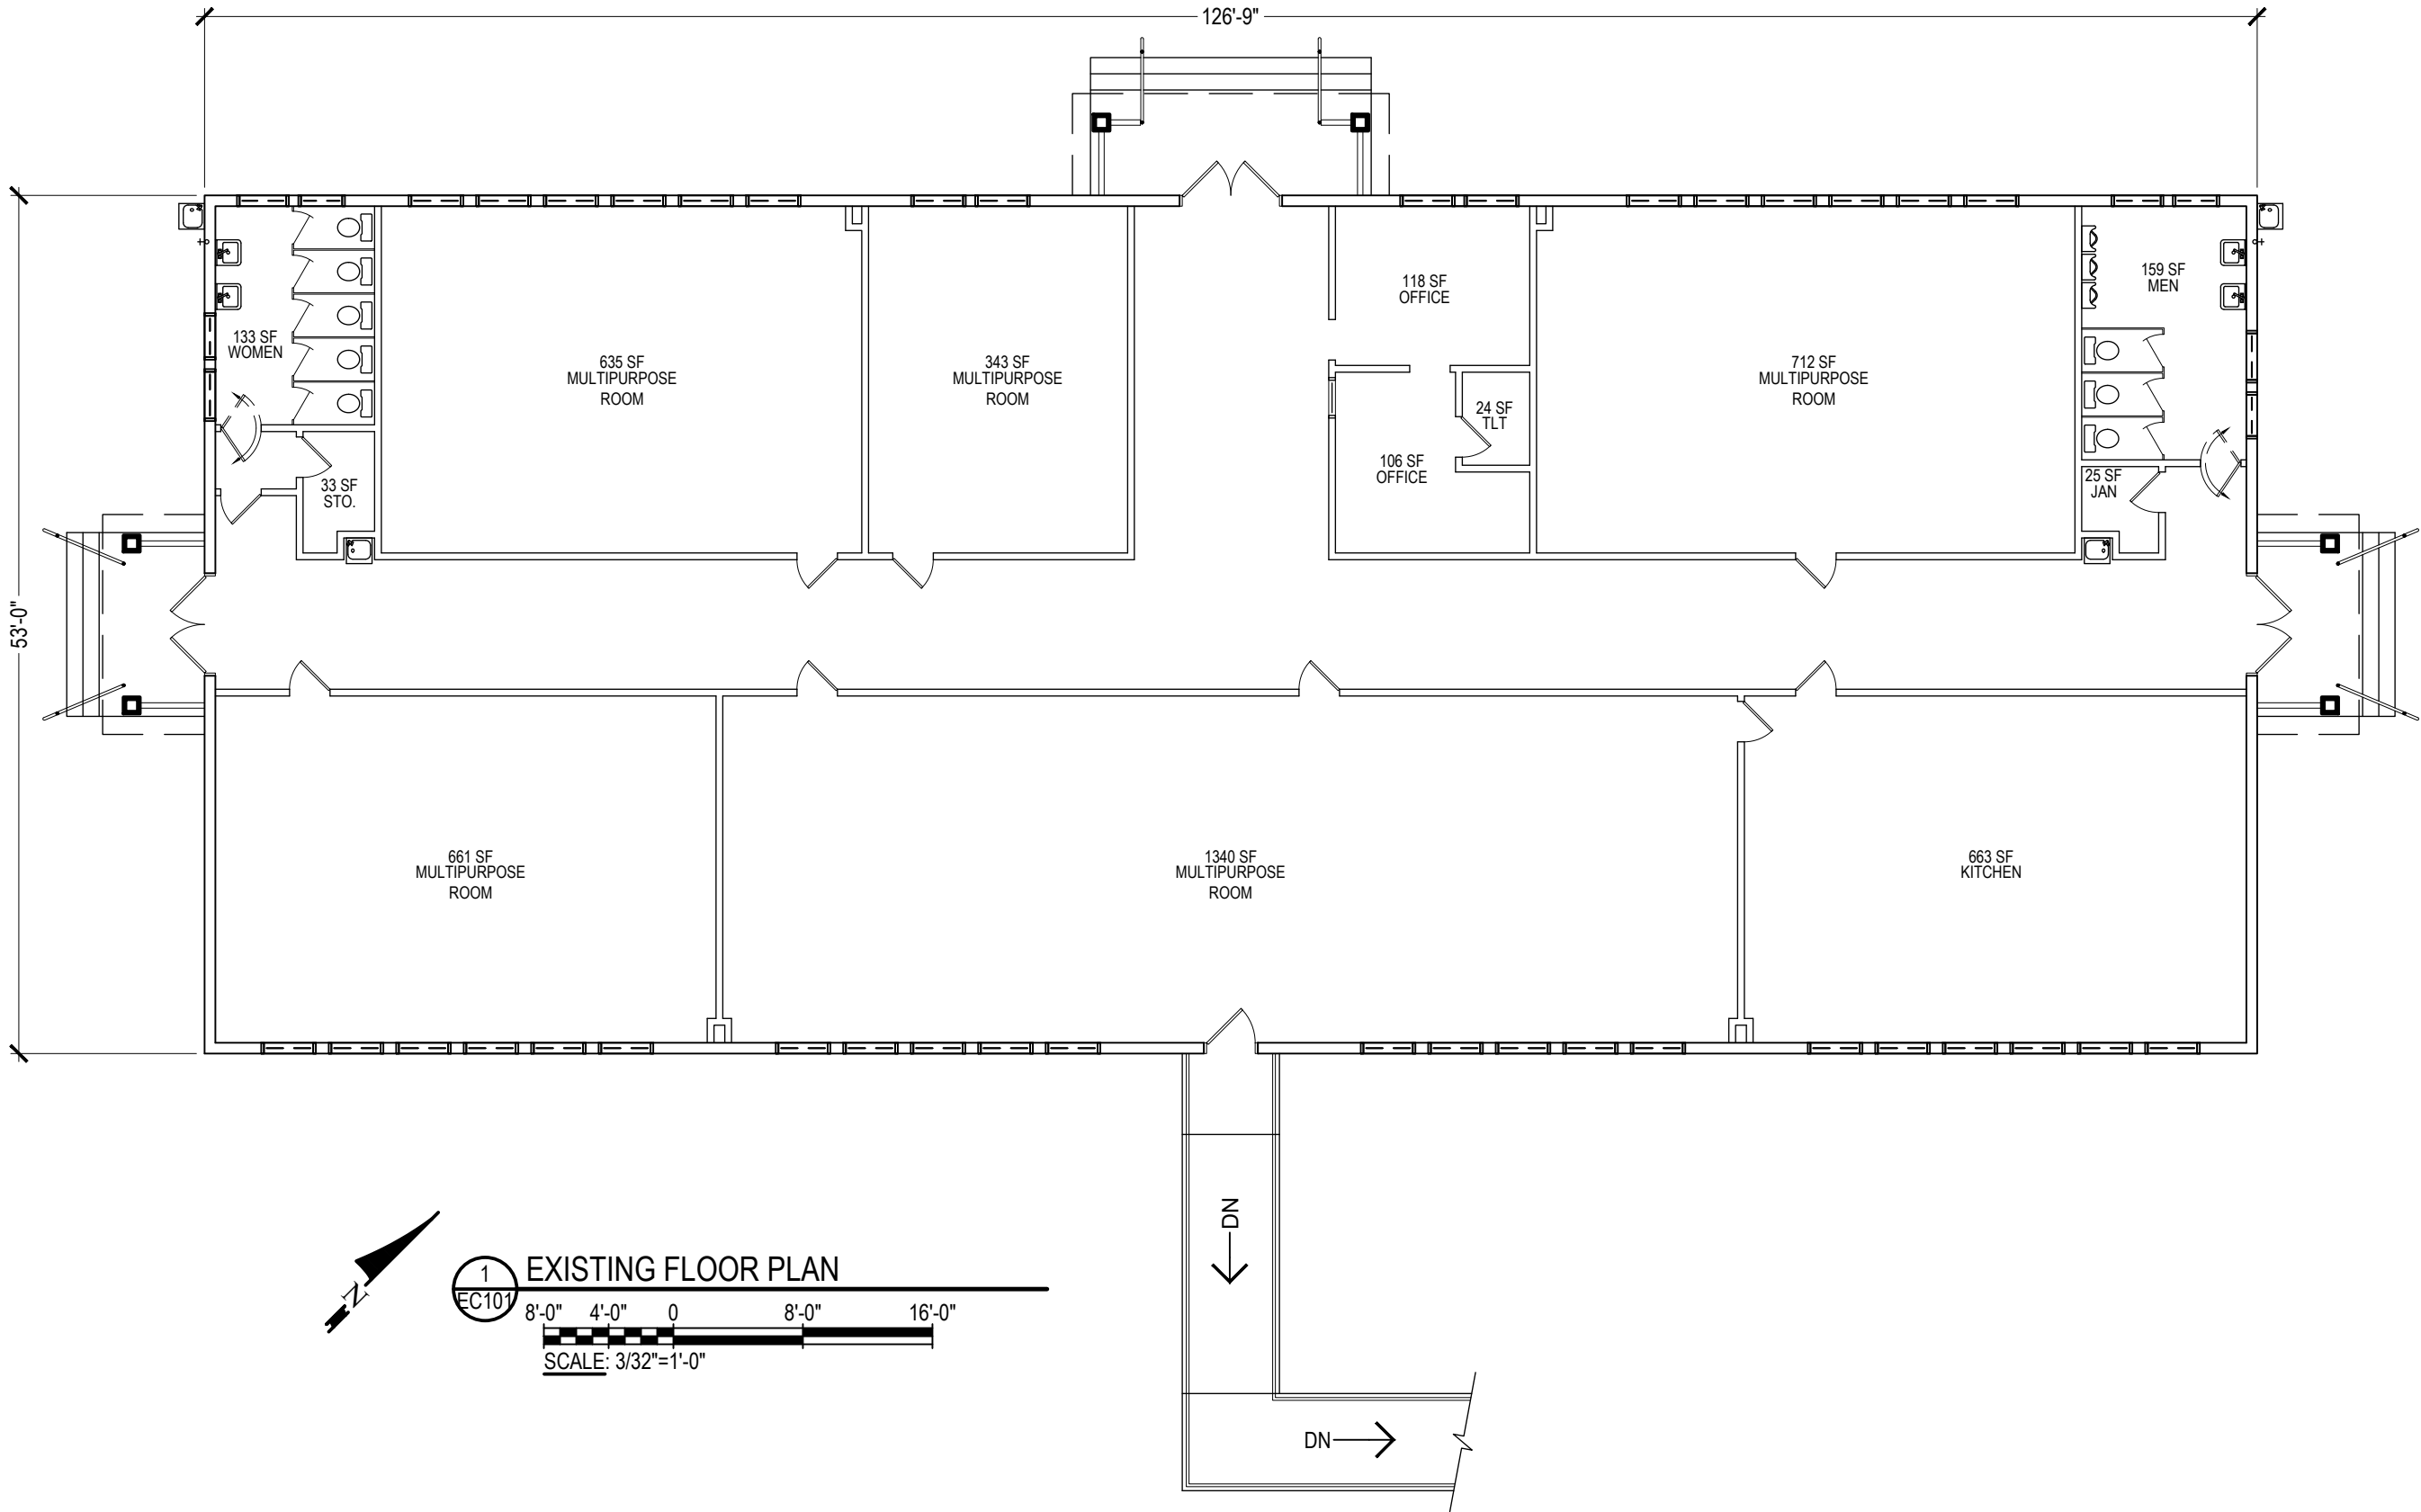 126'-9"
53'-0"
133 SF
WOMEN
33 SF
STO.
635 SF
MULTIPURPOSE
ROOM
343 SF
MULTIPURPOSE
ROOM
118 SF
OFFICE
106 SF
OFFICE
24 SF
TLT
712 SF
MULTIPURPOSE
ROOM
159 SF
MEN
25 SF
JAN
661 SF
MULTIPURPOSE
ROOM
1340 SF
MULTIPURPOSE
ROOM
663 SF
KITCHEN
DN
DN
N
1
EC101
EXISTING FLOOR PLAN
8'-0" 4'-0" 0 8'-0" 16'-0"
SCALE: 3/32"=1'-0"